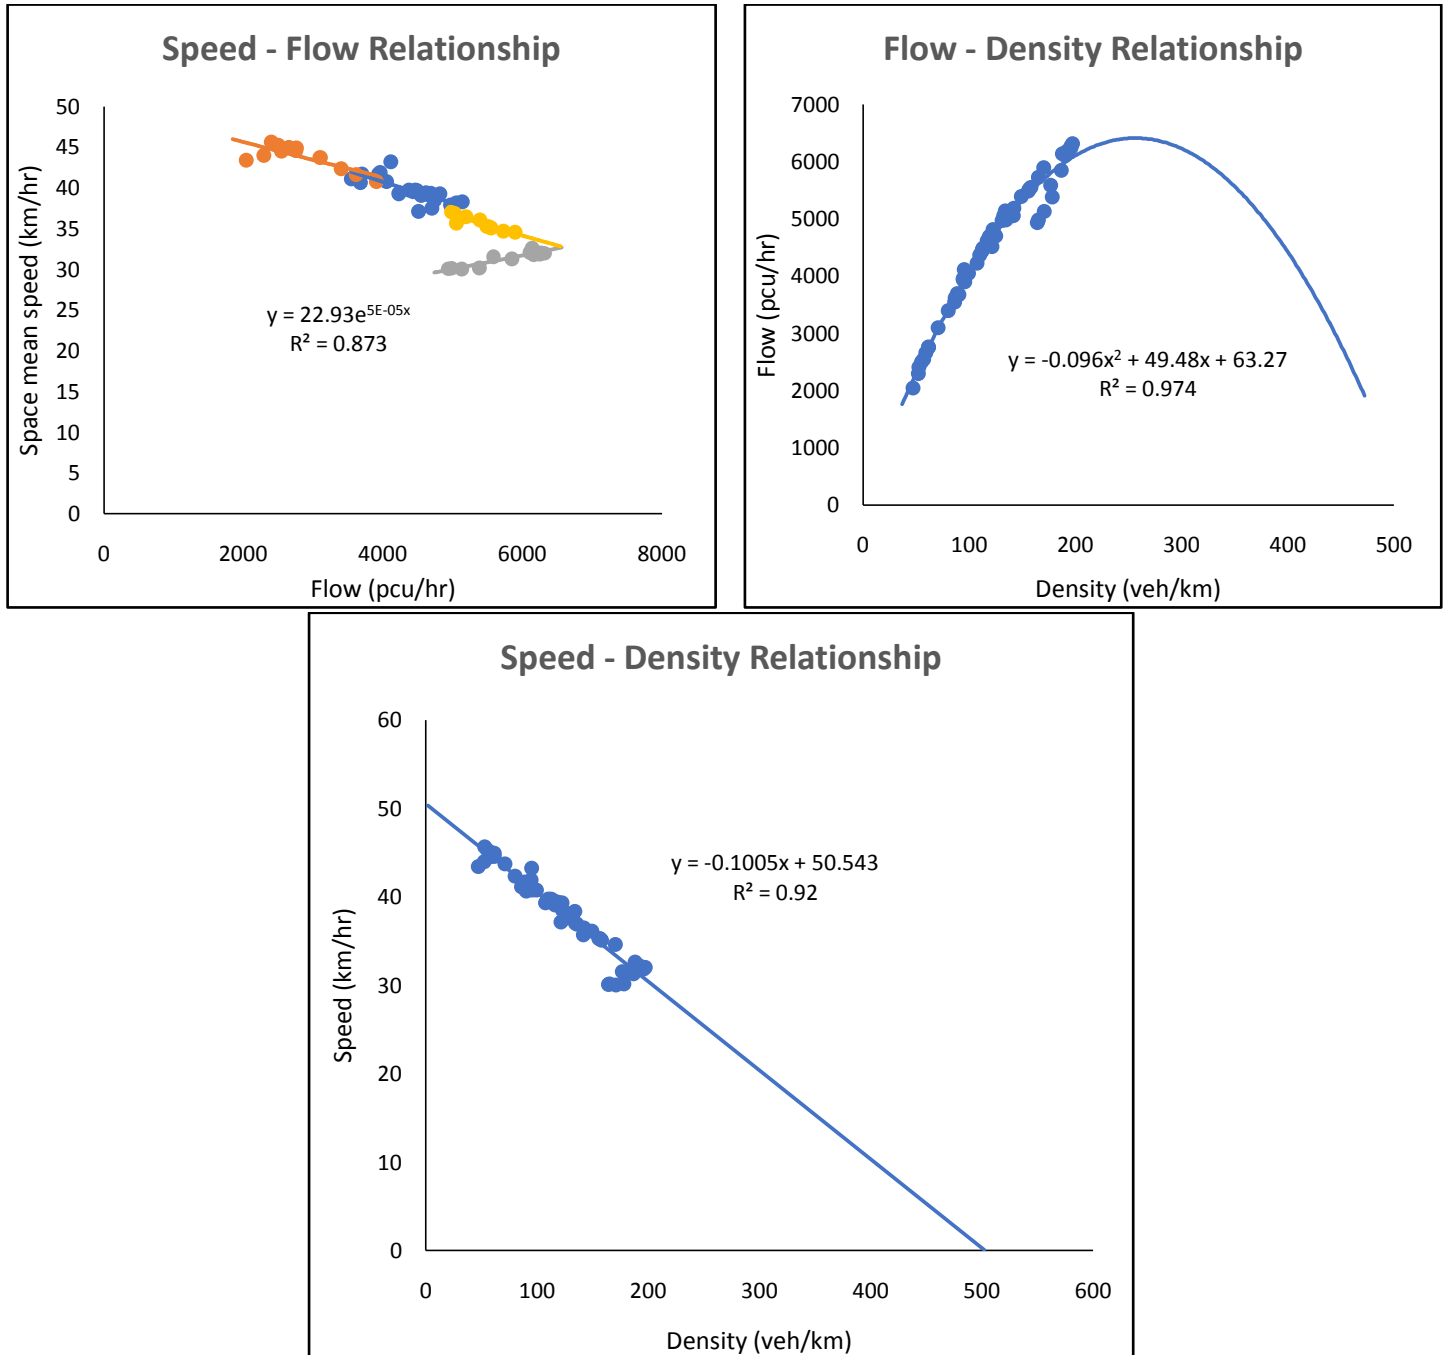 Speed - Flow Relationship
50
45
40
35
30
25
20
15
10
5
0
Space mean speed (km/hr)
y = 22.93e^5E-05x
R² = 0.873
0 2000 4000 6000 8000
Flow (pcu/hr)
Flow - Density Relationship
7000
6000
5000
4000
3000
2000
1000
0
Flow (pcu/hr)
y = -0.096x² + 49.48x + 63.27
R² = 0.974
0 100 200 300 400 500
Density (veh/km)
Speed - Density Relationship
60
50
40
30
20
10
0
Speed (km/hr)
y = -0.1005x + 50.543
R² = 0.92
0 100 200 300 400 500 600
Density (veh/km)